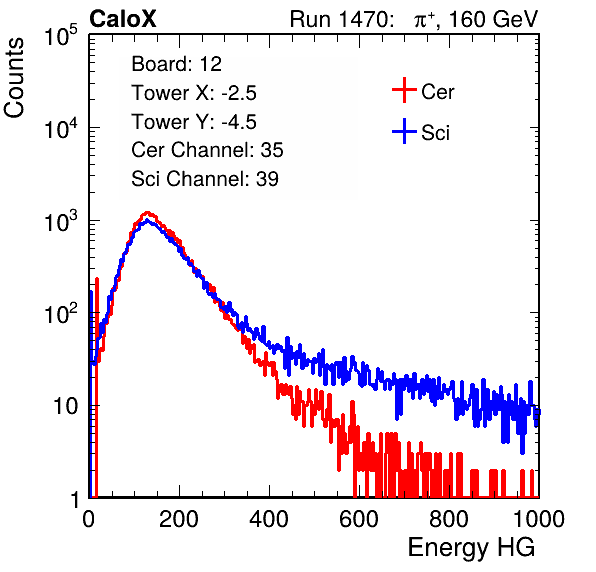 CaloX Run 1470: π⁺, 160 GeV
Counts
Board: 12
Tower X: -2.5
Tower Y: -4.5
Cer Channel: 35
Sci Channel: 39
Cer
Sci
10⁵
10⁴
10³
10²
10
1
0 200 400 600 800 1000
Energy HG